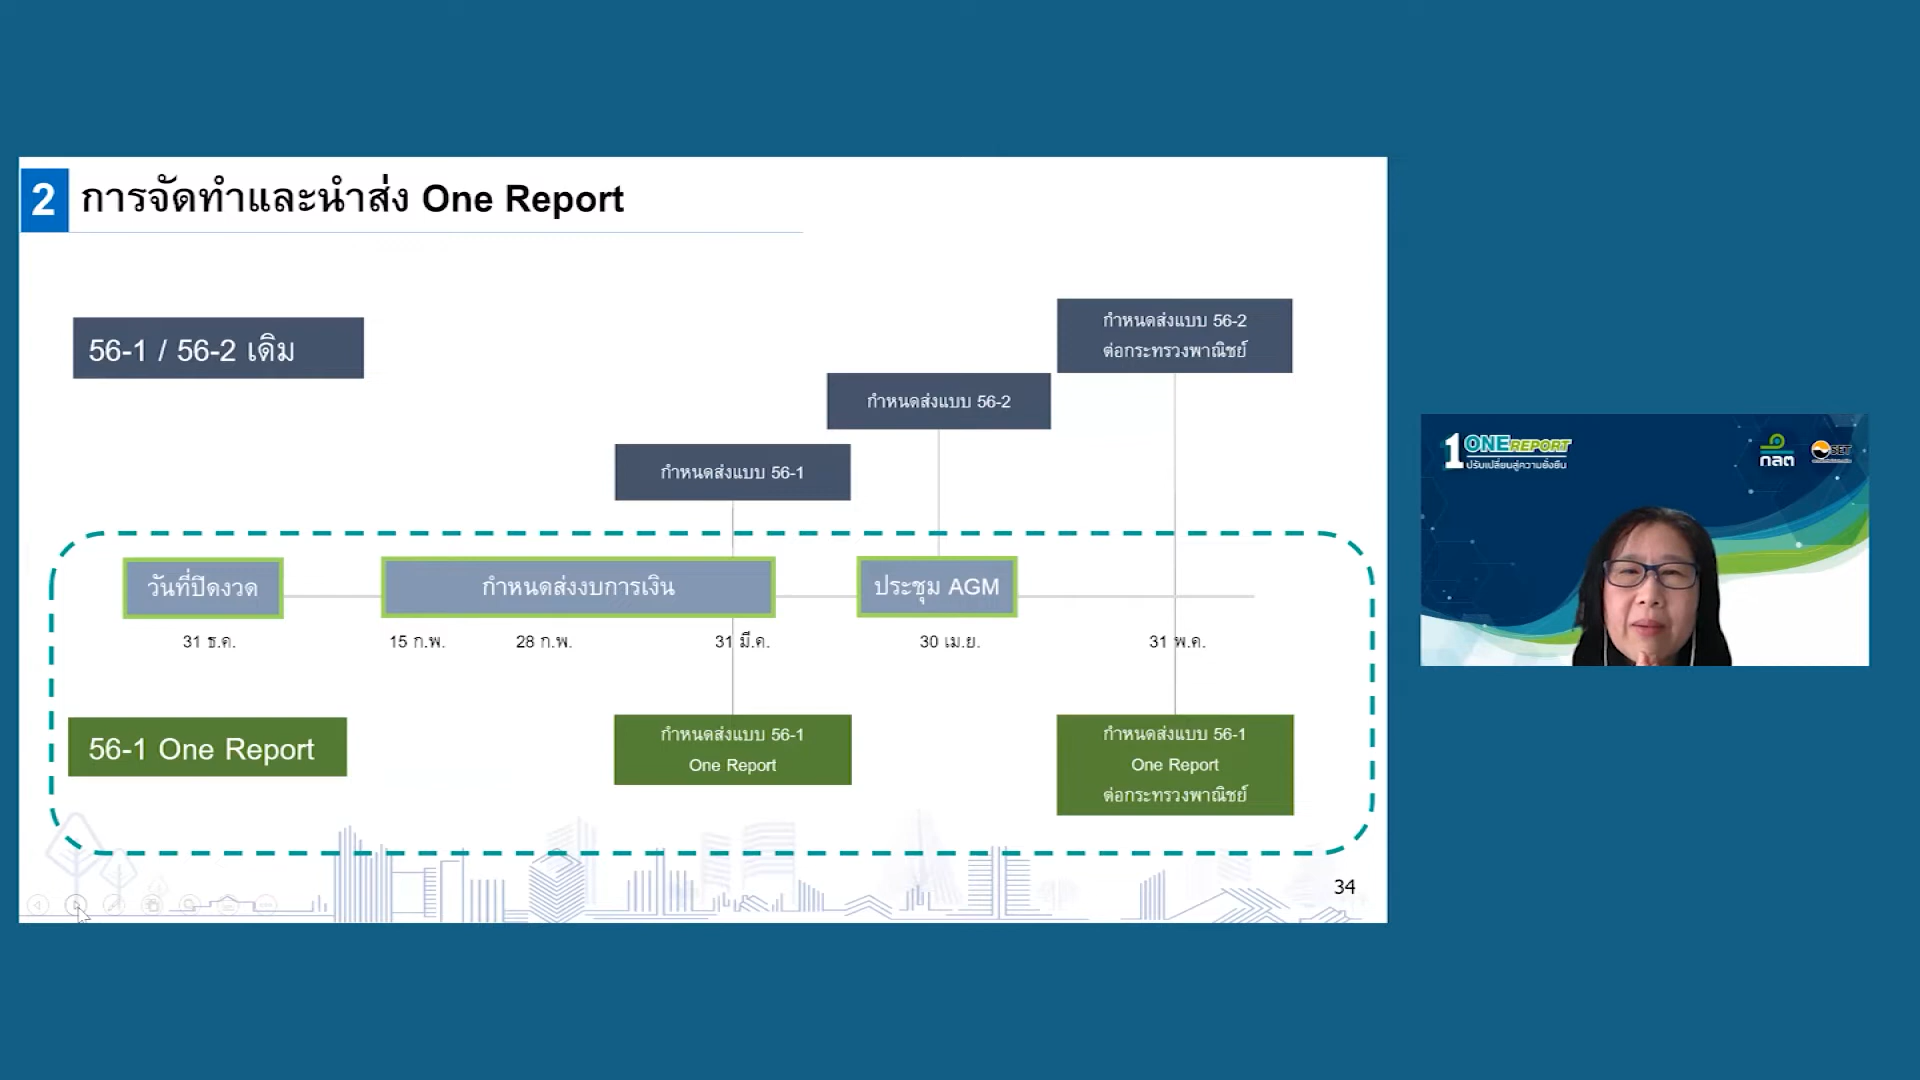 2 การจัดทำและนำส่ง One Report
56-1 / 56-2 เดิม
กำหนดส่งแบบ 56-2
ต่อกระทรวงพาณิชย์
กำหนดส่งแบบ 56-2
กำหนดส่งแบบ 56-1
วันที่ปิดงวด
กำหนดส่งงบการเงิน
ประชุม AGM
31 ธ.ค.
15 ก.พ.
28 ก.พ.
31 มี.ค.
30 เม.ย.
31 พ.ค.
56-1 One Report
กำหนดส่งแบบ 56-1
One Report
กำหนดส่งแบบ 56-1
One Report
ต่อกระทรวงพาณิชย์
34
1 ONE REPORT
ปรับเปลี่ยนสู่ความยั่งยืน
กลต
SET